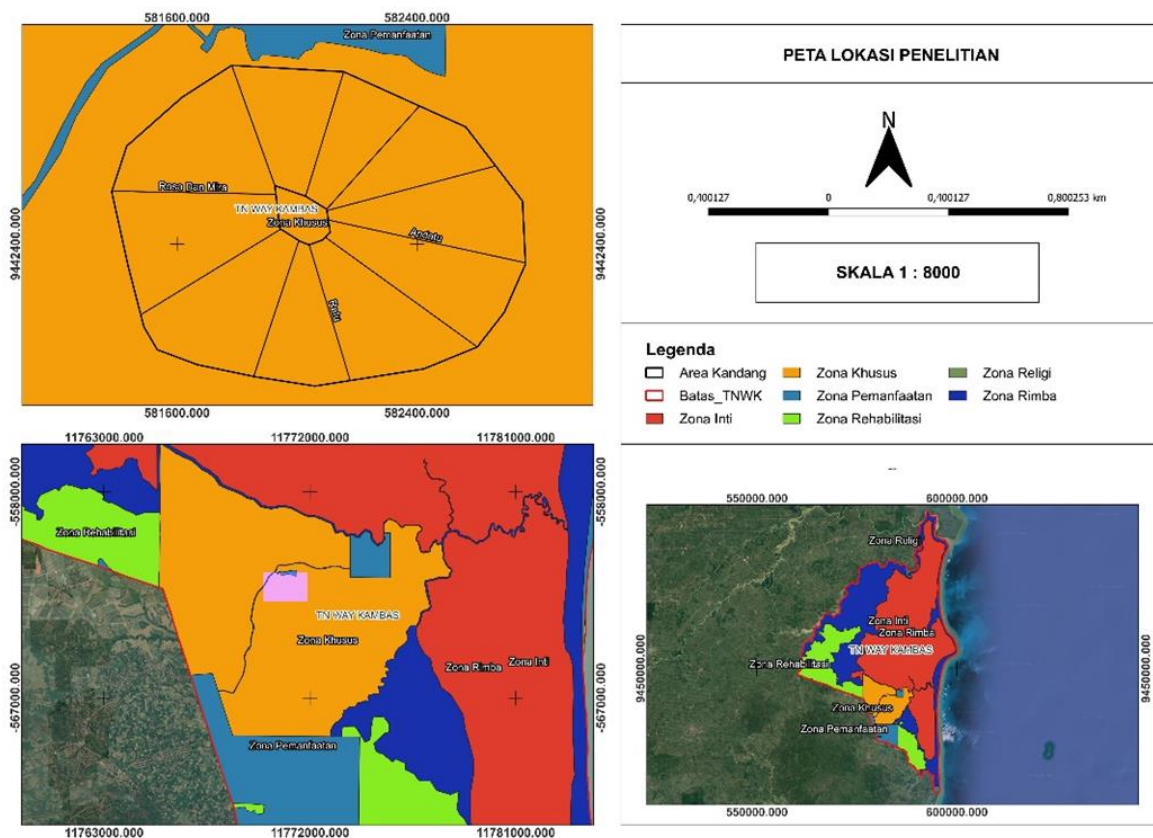 581600.000
582400.000
Zona Pemanfaatan
Rosa Dan Mira
TN WAY KAMBAS
Zona Khusus
Andatu
Ratu
9442400.000
9442400.000
581600.000
582400.000
PETA LOKASI PENELITIAN
N
0,400127
0
0,400127
0,800253 km
SKALA 1 : 8000
Legenda
Area Kandang
Batas_TNWK
Zona Inti
Zona Khusus
Zona Pemanfaatan
Zona Rehabilitasi
Zona Religi
Zona Rimba
11763000.000
11772000.000
11781000.000
-558000.000
-558000.000
Zona Rehabilitasi
TN WAY KAMBAS
Zona Khusus
Zona Rimba
Zona Inti
-567000.000
-567000.000
Zona Pemanfaatan
11763000.000
11772000.000
11781000.000
550000.000
600000.000
Zona Religi
Zona Inti
Zona Rimba
TN WAY KAMBAS
Zona Rehabilitasi
9450000.000
9450000.000
Zona Khusus
Zona Pemanfaatan
550000.000
600000.000